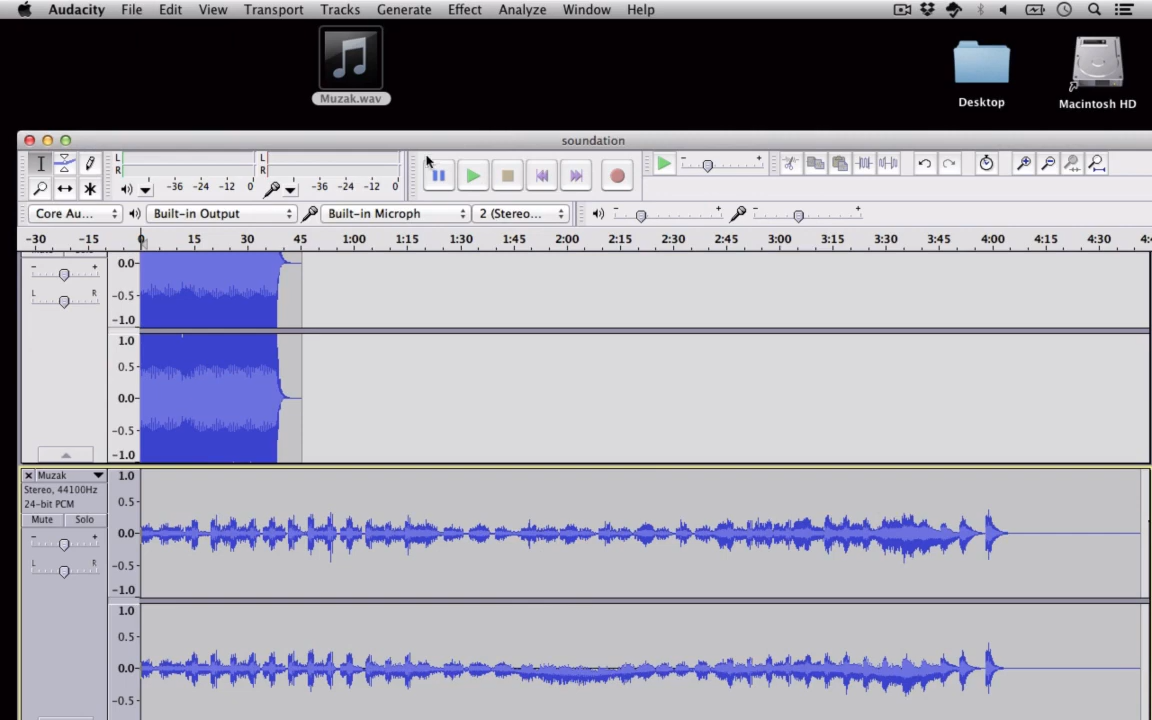 Audacity File Edit View Transport Tracks Generate Effect Analyze Window Help
Muzak.wav
Desktop
Macintosh HD
soundation
L L
R R
-36 -24 -12 0 -36 -24 -12 0
Core Au... Built-in Output Built-in Microph 2 (Stereo...
-30 -15 0 15 30 45 1:00 1:15 1:30 1:45 2:00 2:15 2:30 2:45 3:00 3:15 3:30 3:45 4:00 4:15 4:30
- +
L R
0.0
-0.5
-1.0
1.0
0.5
0.0
-0.5
-1.0
Muzak
Stereo, 44100Hz
24-bit PCM
Mute Solo
- +
L R
1.0
0.5
0.0
-0.5
-1.0
1.0
0.5
0.0
-0.5